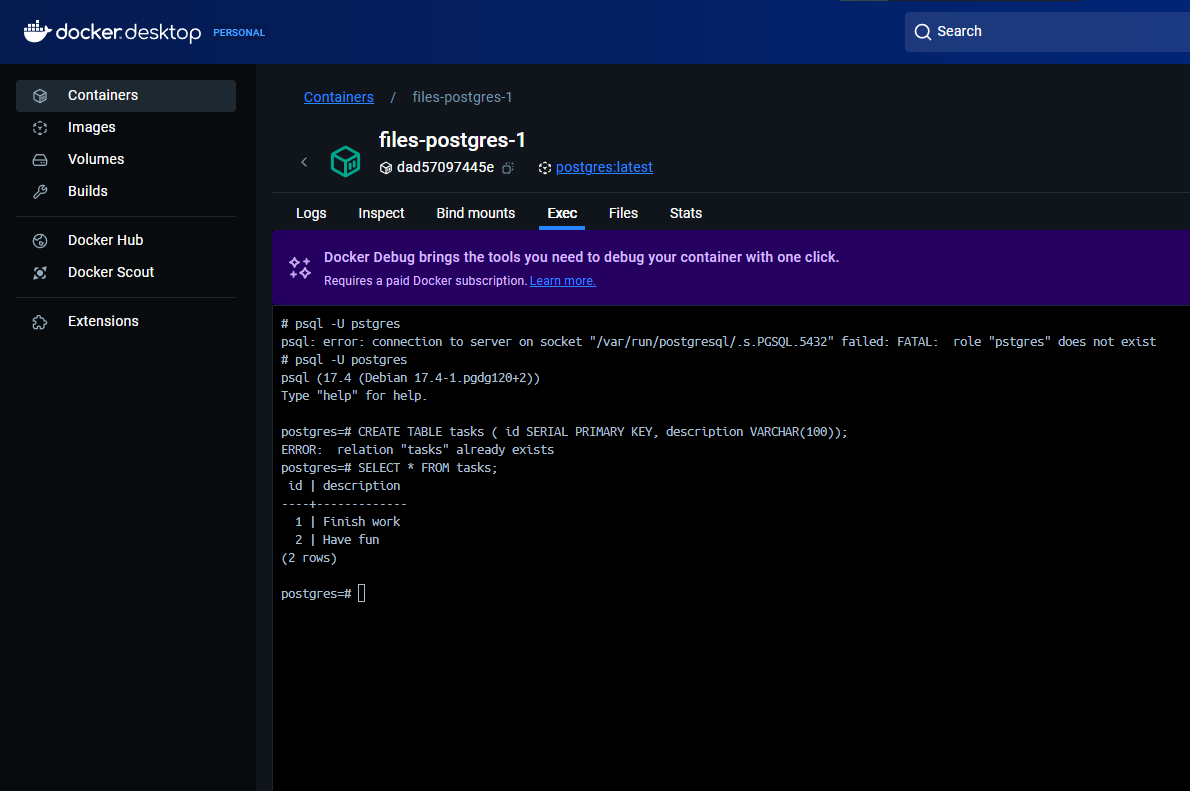 docker.desktop PERSONAL
Search
Containers
Images
Volumes
Builds
Docker Hub
Docker Scout
Extensions
Containers / files-postgres-1
files-postgres-1
dad57097445e postgres:latest
Logs Inspect Bind mounts Exec Files Stats
Docker Debug brings the tools you need to debug your container with one click.
Requires a paid Docker subscription. Learn more.
# psql -U pstgres
psql: error: connection to server on socket "/var/run/postgresql/.s.PGSQL.5432" failed: FATAL:  role "pstgres" does not exist
# psql -U postgres
psql (17.4 (Debian 17.4-1.pgdg120+2))
Type "help" for help.
postgres=# CREATE TABLE tasks ( id SERIAL PRIMARY KEY, description VARCHAR(100));
ERROR:  relation "tasks" already exists
postgres=# SELECT * FROM tasks;
 id | description
----+-------------
  1 | Finish work
  2 | Have fun
(2 rows)
postgres=#